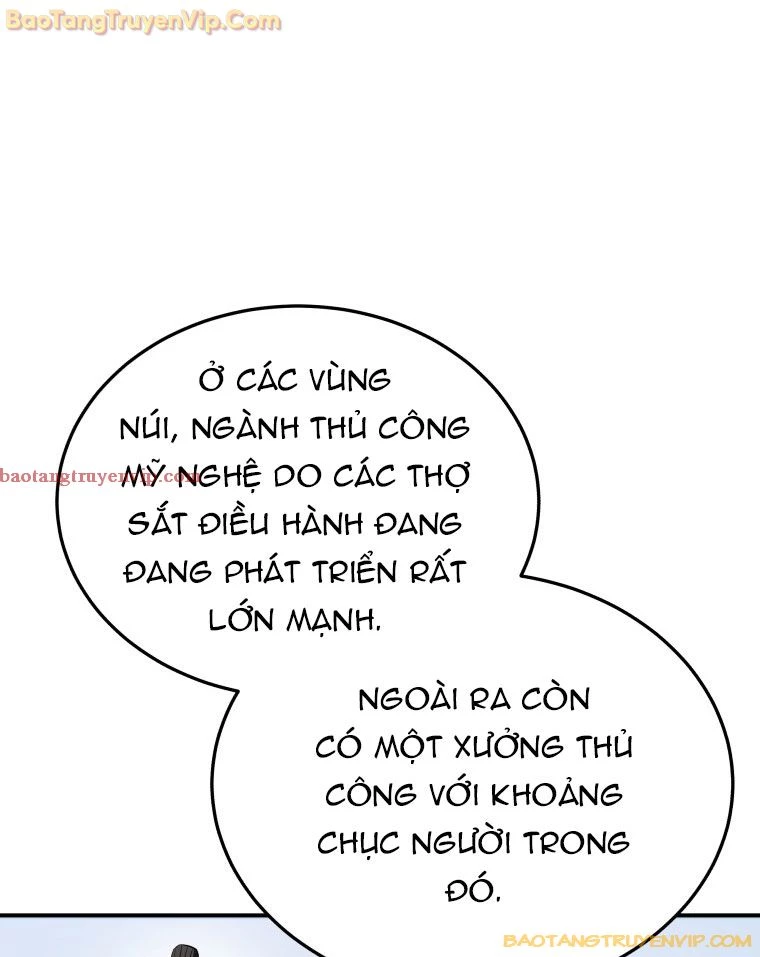 BaoTangTruyenVip.Com
Ở CÁC VÙNG
NÚI, NGÀNH THỦ CÔNG
MỸ NGHỆ DO CÁC THỢ
baotangtruyenvip.com
SẮT ĐIỀU HÀNH ĐANG
ĐANG PHÁT TRIỂN RẤT
LỚN MẠNH.
NGOÀI RA CÒN
CÓ MỘT XƯỞNG THỦ
CÔNG VỚI KHOẢNG
CHỤC NGƯỜI TRONG
ĐÓ.
BAOTANGTRUYENVIP.COM